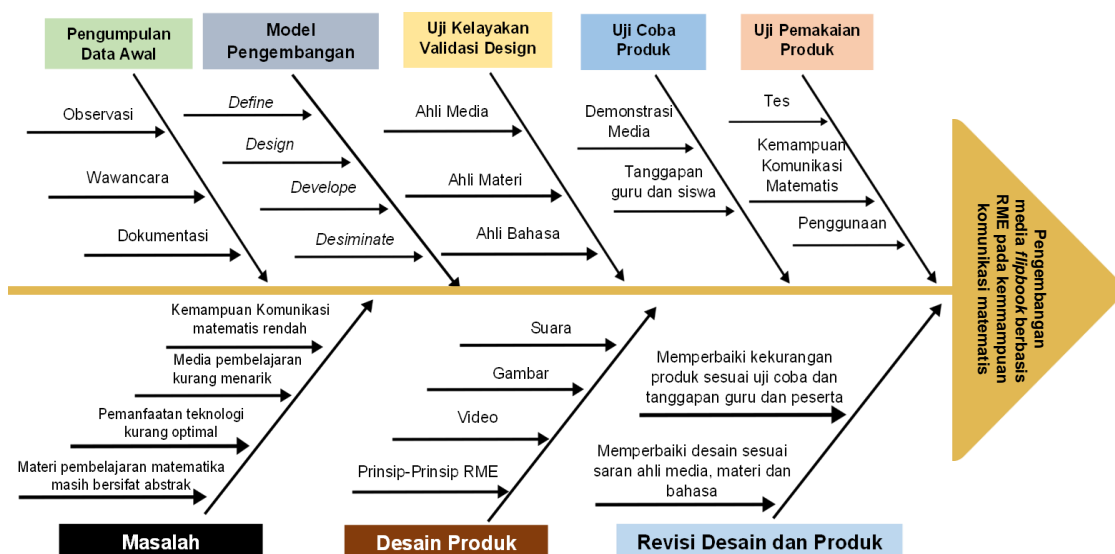 Pengumpulan
Data Awal
Model
Pengembangan
Uji Kelayakan
Validasi Design
Uji Coba
Produk
Uji Pemakaian
Produk
Observasi
Wawancara
Dokumentasi
Define
Design
Develope
Desiminate
Ahli Media
Ahli Materi
Ahli Bahasa
Demonstrasi
Media
Tanggapan
guru dan siswa
Tes
Kemampuan
Komunikasi
Matematis
Penggunaan
Pengembangan
media flipbook berbasis
RME pada kemmampuan
komunikasi matematis
Kemampuan Komunikasi
matematis rendah
Media pembelajaran
kurang menarik
Pemanfaatan teknologi
kurang optimal
Materi pembelajaran matematika
masih bersifat abstrak
Suara
Gambar
Video
Prinsip-Prinsip RME
Memperbaiki kekurangan
produk sesuai uji coba dan
tanggapan guru dan peserta
Memperbaiki desain sesuai
saran ahli media, materi dan
bahasa
Masalah
Desain Produk
Revisi Desain dan Produk